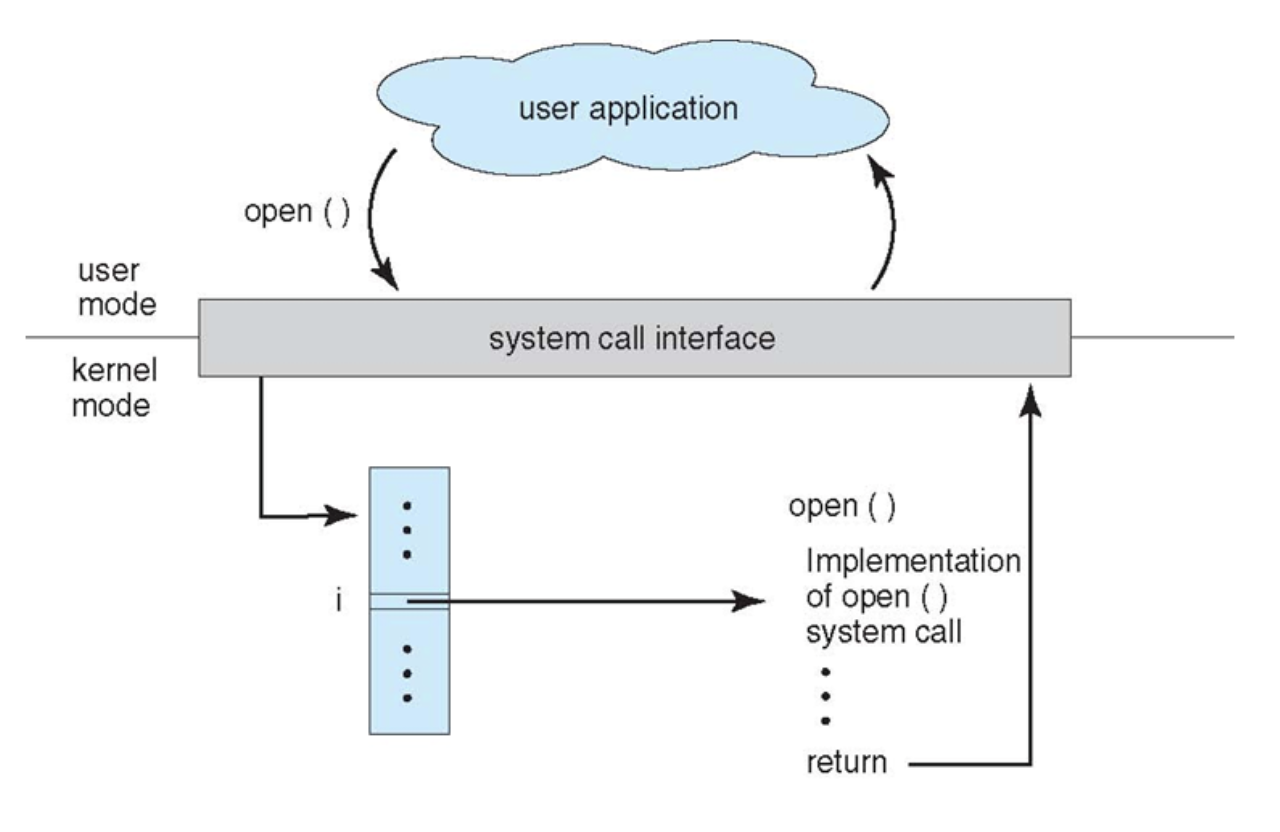 user application
open ( )
user
mode
system call interface
kernel
mode
open ( )
i
Implementation
of open ( )
system call
return